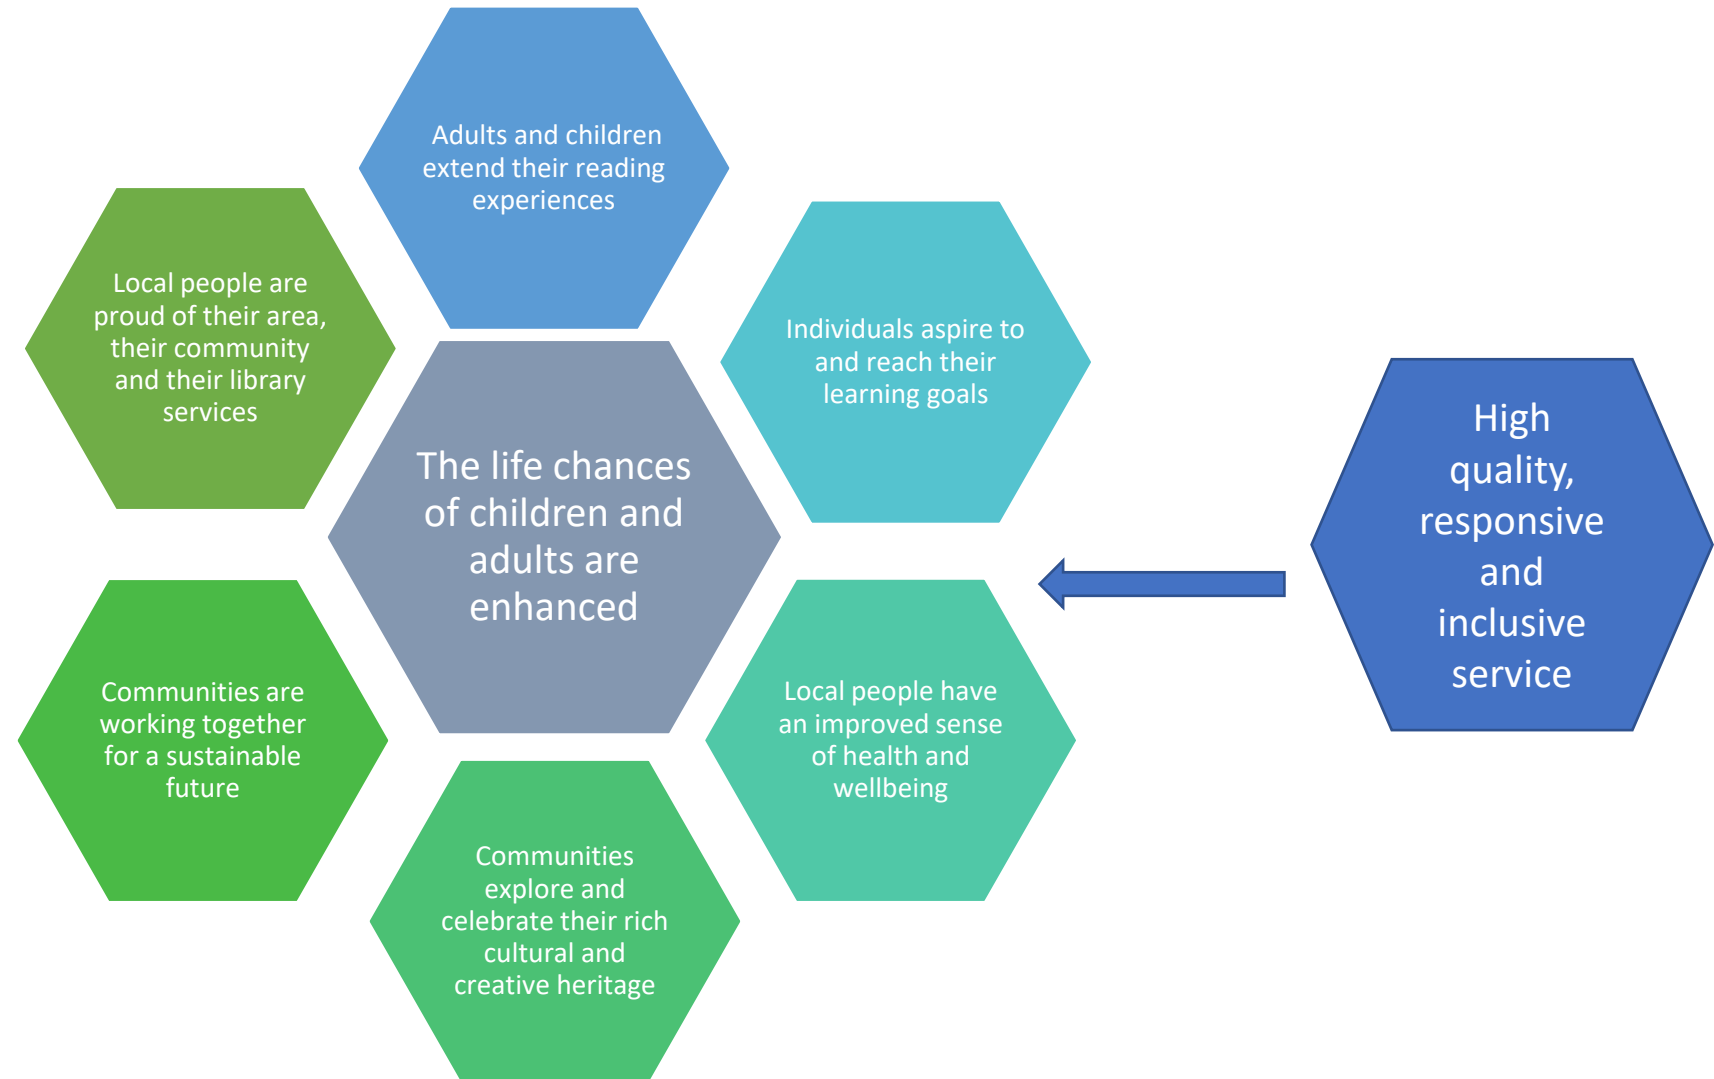 Adults and children
extend their reading
experiences
Local people are
proud of their area,
their community
and their library
services
Individuals aspire to
and reach their
learning goals
The life chances
of children and
adults are
enhanced
High
quality,
responsive
and
inclusive
service
Communities are
working together
for a sustainable
future
Local people have
an improved sense
of health and
wellbeing
Communities
explore and
celebrate their rich
cultural and
creative heritage